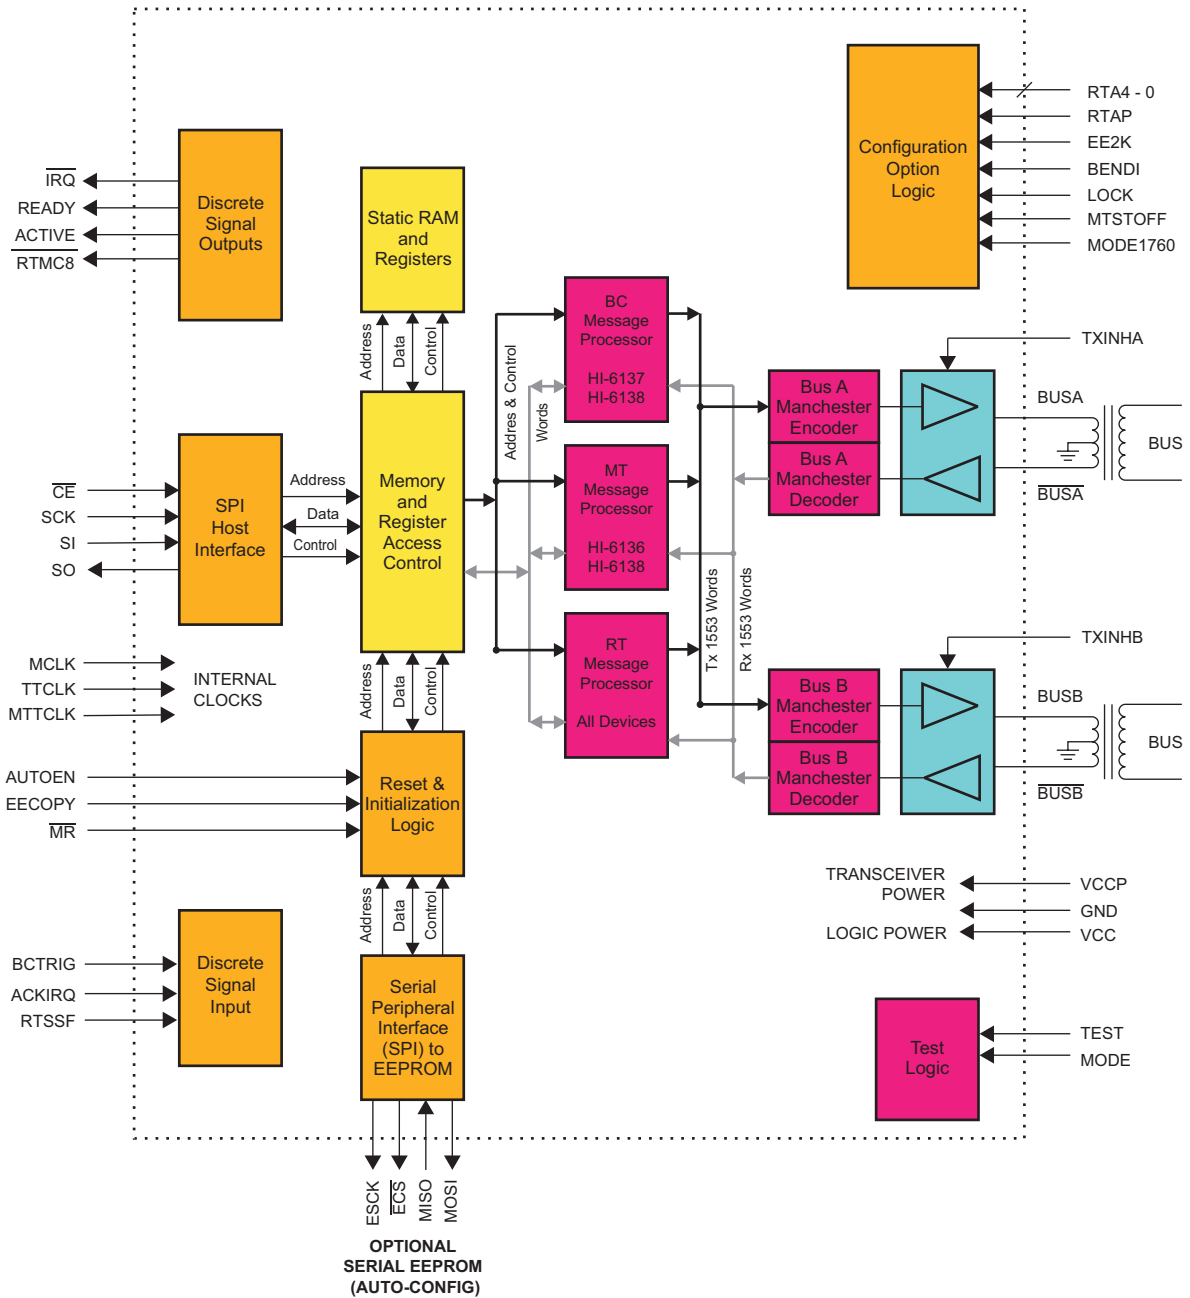 RTA4 - 0
RTAP
EE2K
BENDI
LOCK
MTSTOFF
MODE1760
Configuration
Option
Logic
IRQ
READY
ACTIVE
RTMC8
Discrete
Signal
Outputs
Static RAM
and
Registers
Address
Data
Control
BC
Message
Processor
HI-6137
HI-6138
Addres & Control
Words
TXINHA
Bus A
Manchester
Encoder
Bus A
Manchester
Decoder
BUSA
BUSA
BUS
CE
SCK
SI
SO
SPI
Host
Interface
Address
Data
Control
Memory
and
Register
Access
Control
MT
Message
Processor
HI-6136
HI-6138
Tx 1553 Words
Rx 1553 Words
RT
Message
Processor
All Devices
TXINHB
Bus B
Manchester
Encoder
Bus B
Manchester
Decoder
BUSB
BUSB
BUS
MCLK
TTCLK
MTTCLK
INTERNAL
CLOCKS
Address
Data
Control
AUTOEN
EECOPY
MR
Reset &
Initialization
Logic
Address
Data
Control
TRANSCEIVER
POWER
LOGIC POWER
VCCP
GND
VCC
BCTRIG
ACKIRQ
RTSSF
Discrete
Signal
Input
Serial
Peripheral
Interface
(SPI) to
EEPROM
Test
Logic
TEST
MODE
ESCK
ECS
MISO
MOSI
OPTIONAL
SERIAL EEPROM
(AUTO-CONFIG)